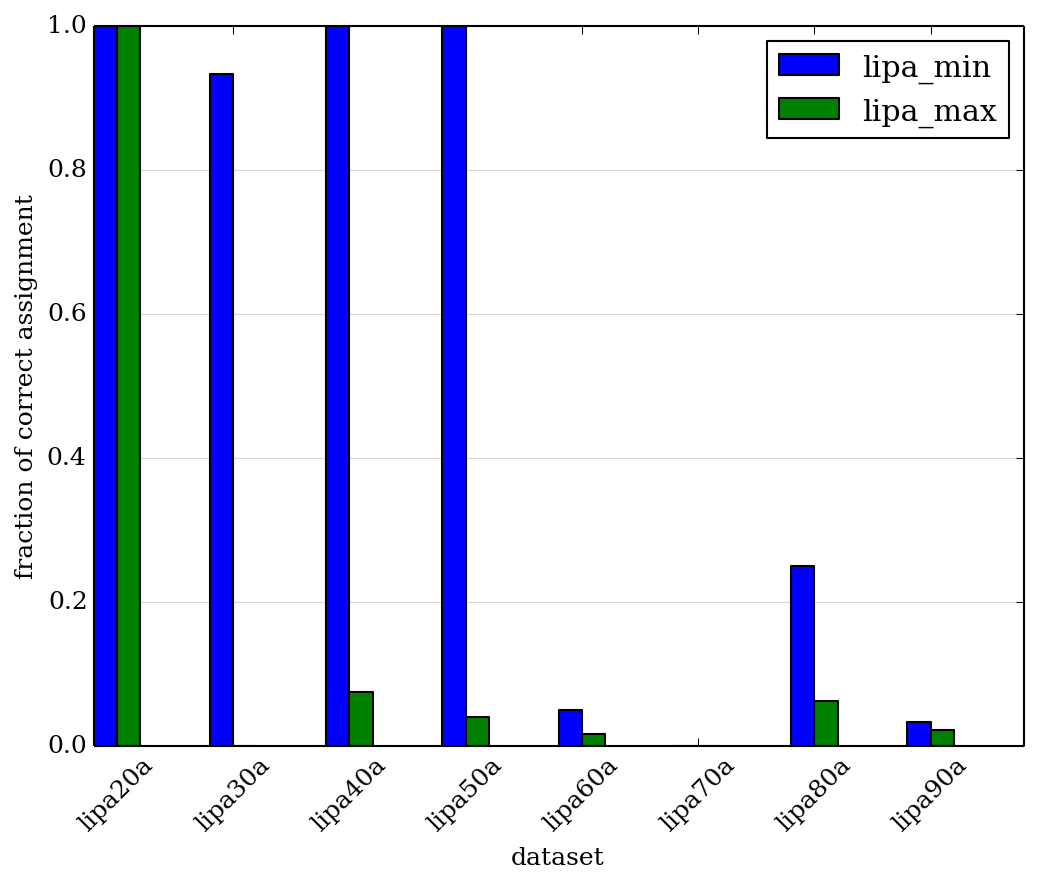 1.0
0.8
0.6
0.4
0.2
0.0
fraction of correct assignment
lipa_min
lipa_max
lipa20a
lipa30a
lipa40a
lipa50a
lipa60a
lipa70a
lipa80a
lipa90a
dataset